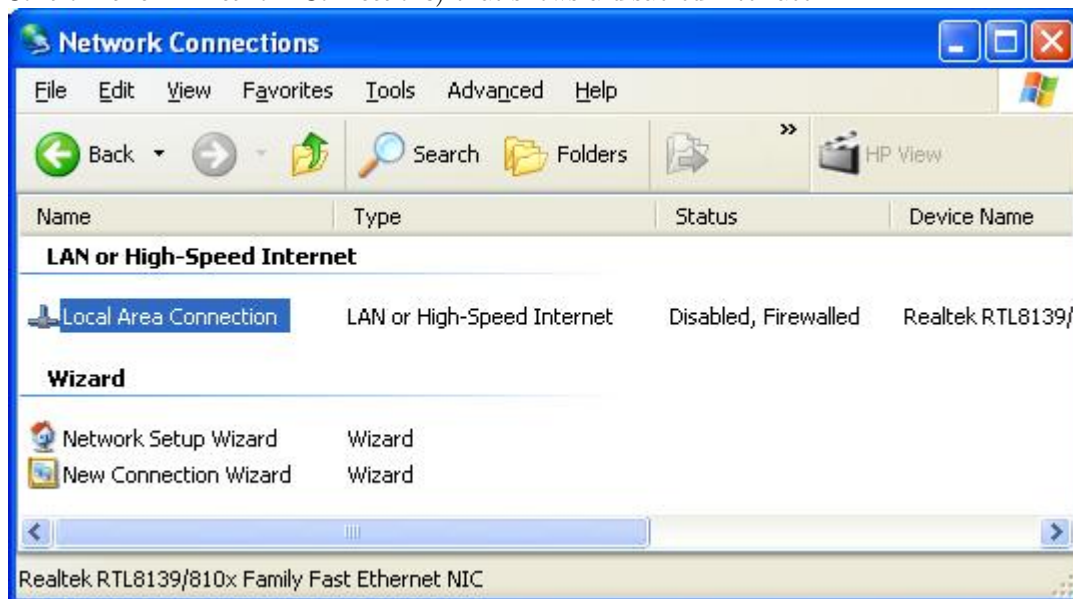 Network Connections
File Edit View Favorites Tools Advanced Help
Back Search Folders » HP View
Name Type Status Device Name
LAN or High-Speed Internet
Local Area Connection LAN or High-Speed Internet Disabled, Firewalled Realtek RTL8139/
Wizard
Network Setup Wizard Wizard
New Connection Wizard Wizard
Realtek RTL8139/810x Family Fast Ethernet NIC